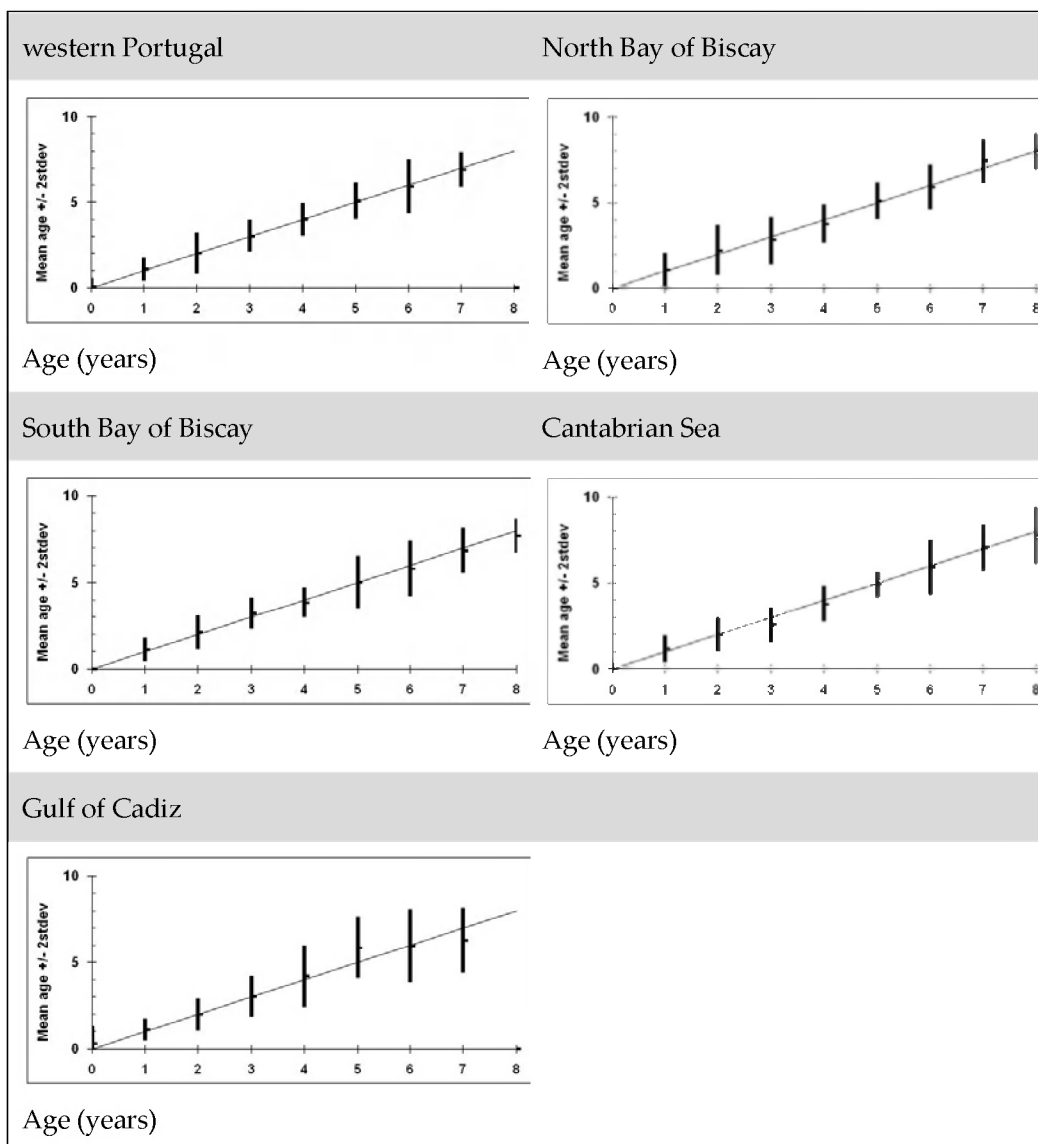 western Portugal
North Bay of Biscay
10
5
0
Mean age +/- 2stdev
0 1 2 3 4 5 6 7 8
Age (years)
10
5
0
Mean age +/- 2stdev
0 1 2 3 4 5 6 7 8
Age (years)
South Bay of Biscay
Cantabrian Sea
10
5
0
Mean age +/- 2stdev
0 1 2 3 4 5 6 7 8
Age (years)
10
5
0
Mean age +/- 2stdev
0 1 2 3 4 5 6 7 8
Age (years)
Gulf of Cadiz
10
5
0
Mean age +/- 2stdev
0 1 2 3 4 5 6 7 8
Age (years)